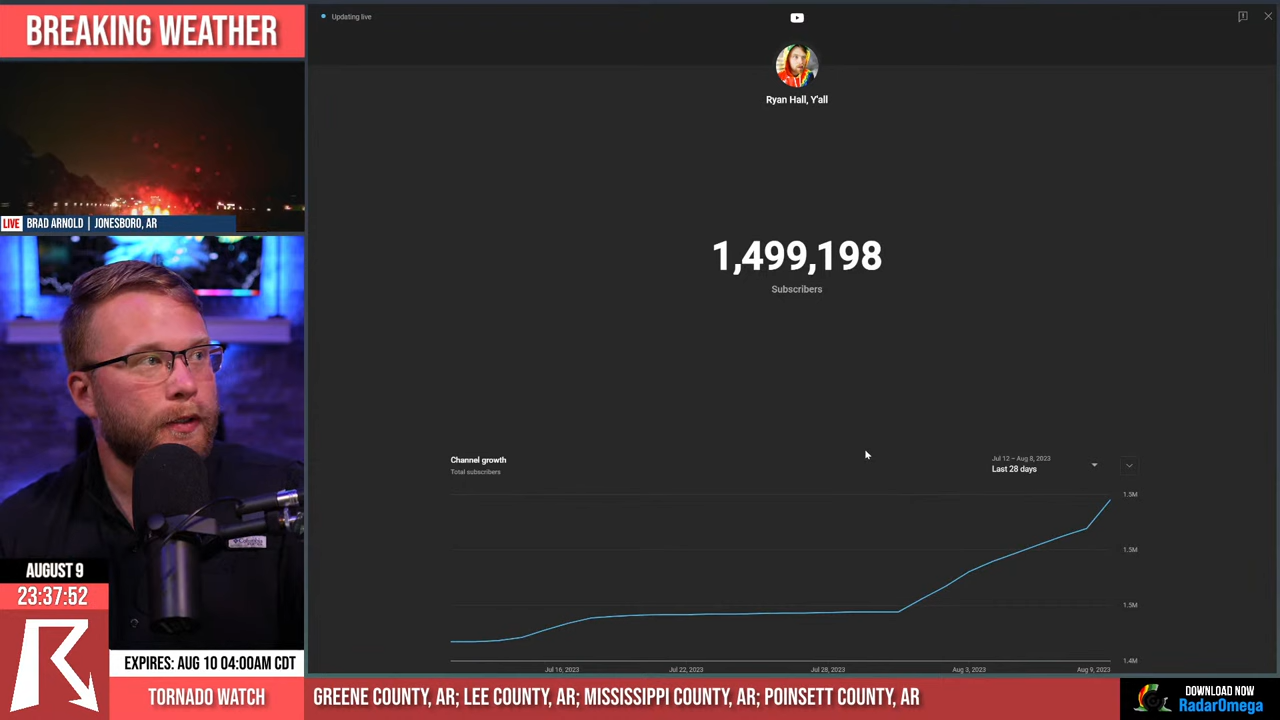 BREAKING WEATHER
LIVE BRAD ARNOLD | JONESBORO, AR
Updating live
Ryan Hall, Y'all
1,499,198
Subscribers
Channel growth
Total subscribers
Jul 12 – Aug 8, 2023
Last 28 days
1.5M
1.5M
1.5M
1.4M
Jul 16, 2023
Jul 22, 2023
Jul 28, 2023
Aug 3, 2023
Aug 9, 2023
Columbia
AUGUST 9
23:37:52
EXPIRES: AUG 10 04:00AM CDT
TORNADO WATCH
GREENE COUNTY, AR; LEE COUNTY, AR; MISSISSIPPI COUNTY, AR; POINSETT COUNTY, AR
DOWNLOAD NOW
RadarOmega